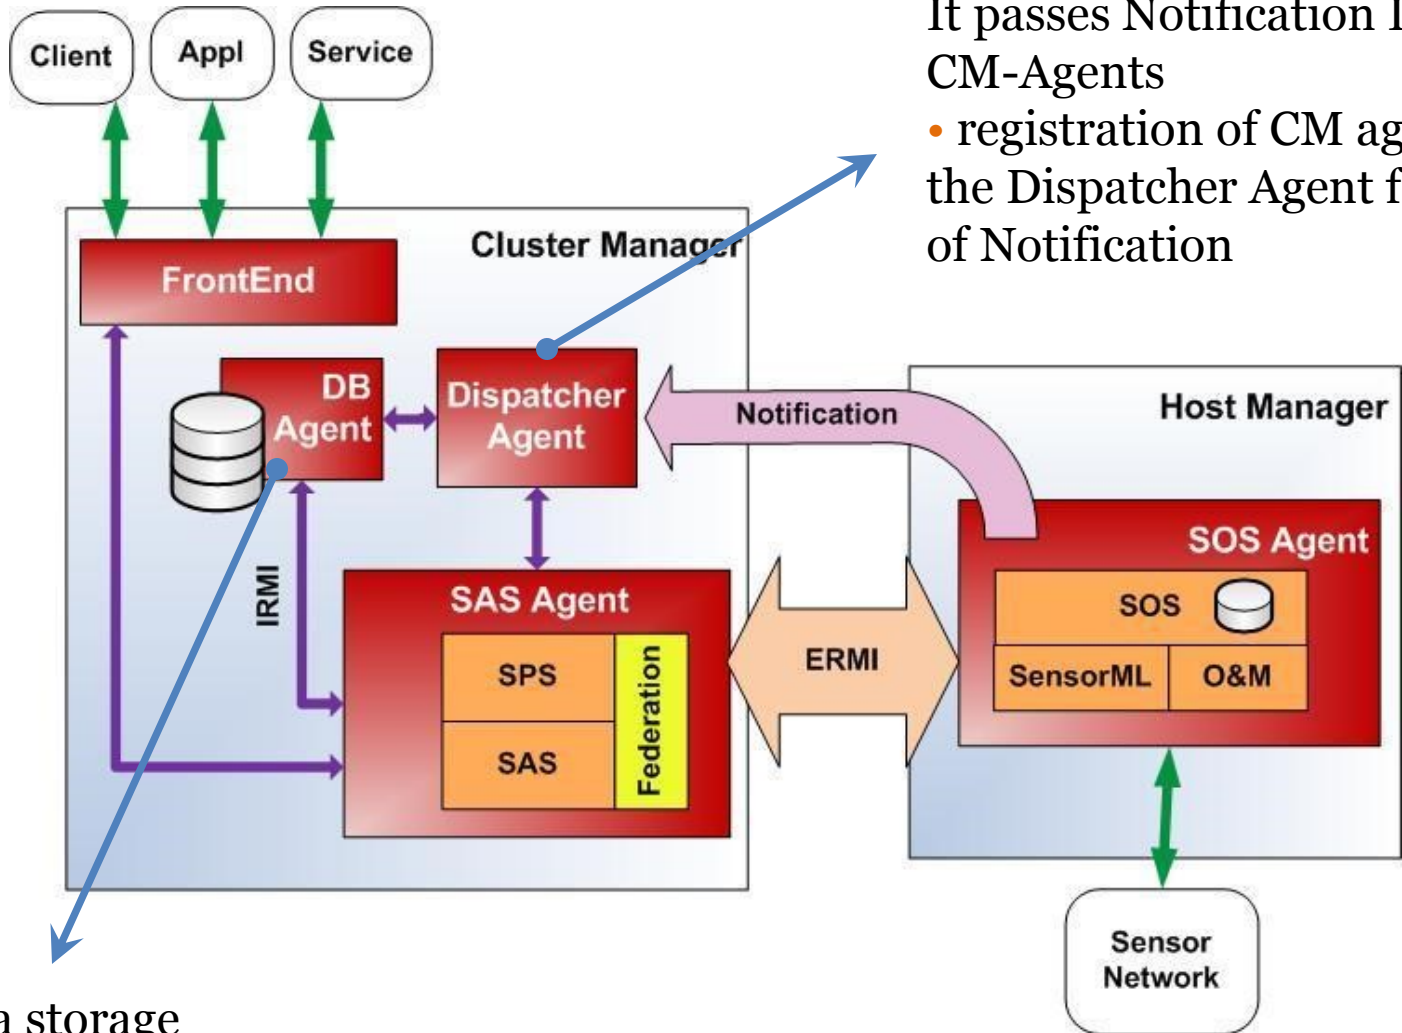 It passes Notification
CM-Agents
• registration of CM
the Dispatcher Agent
of Notification
Client
Appl
Service
Cluster Manager
FrontEnd
DB
Agent
Dispatcher
Agent
Notification
Host Manager
SOS Agent
SOS
SensorML
O&M
IRMI
SAS Agent
SPS
SAS
Federation
ERMI
Sensor
Network
storage